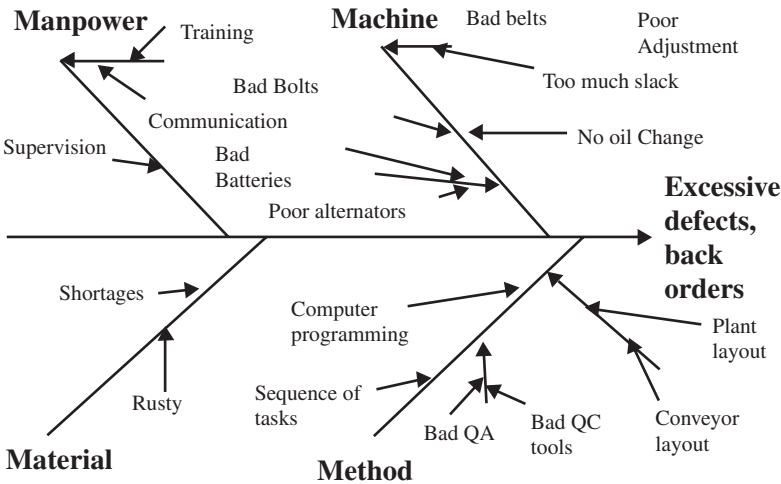 Manpower
Training
Communication
Supervision
Machine
Bad belts
Poor
Adjustment
Too much slack
Bad Bolts
No oil Change
Bad
Batteries
Poor alternators
Excessive
defects,
back
orders
Shortages
Rusty
Material
Computer
programming
Sequence of
tasks
Bad QA
Bad QC
tools
Plant
layout
Conveyor
layout
Method